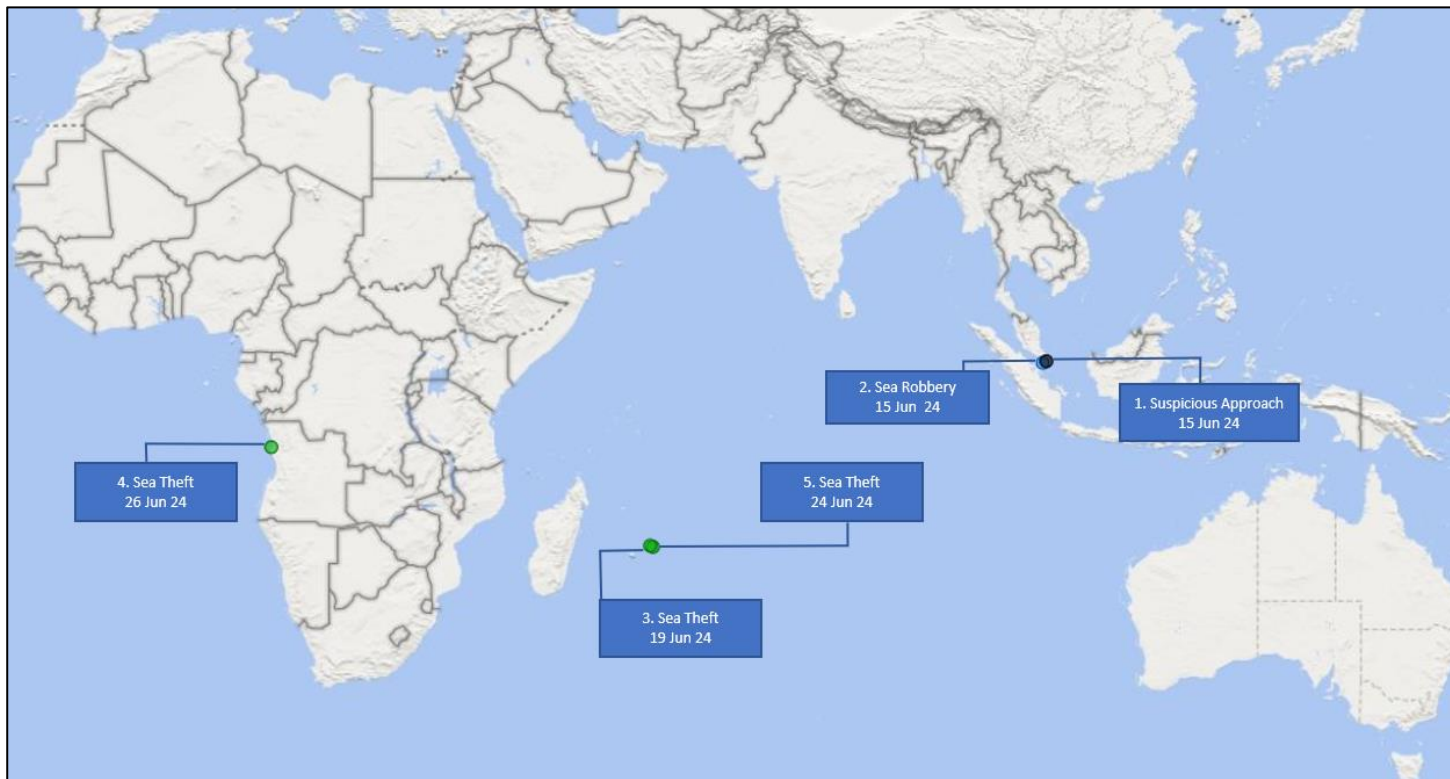 2. Sea Robbery
15 Jun 24
1. Suspicious Approach
15 Jun 24
4. Sea Theft
26 Jun 24
5. Sea Theft
24 Jun 24
3. Sea Theft
19 Jun 24